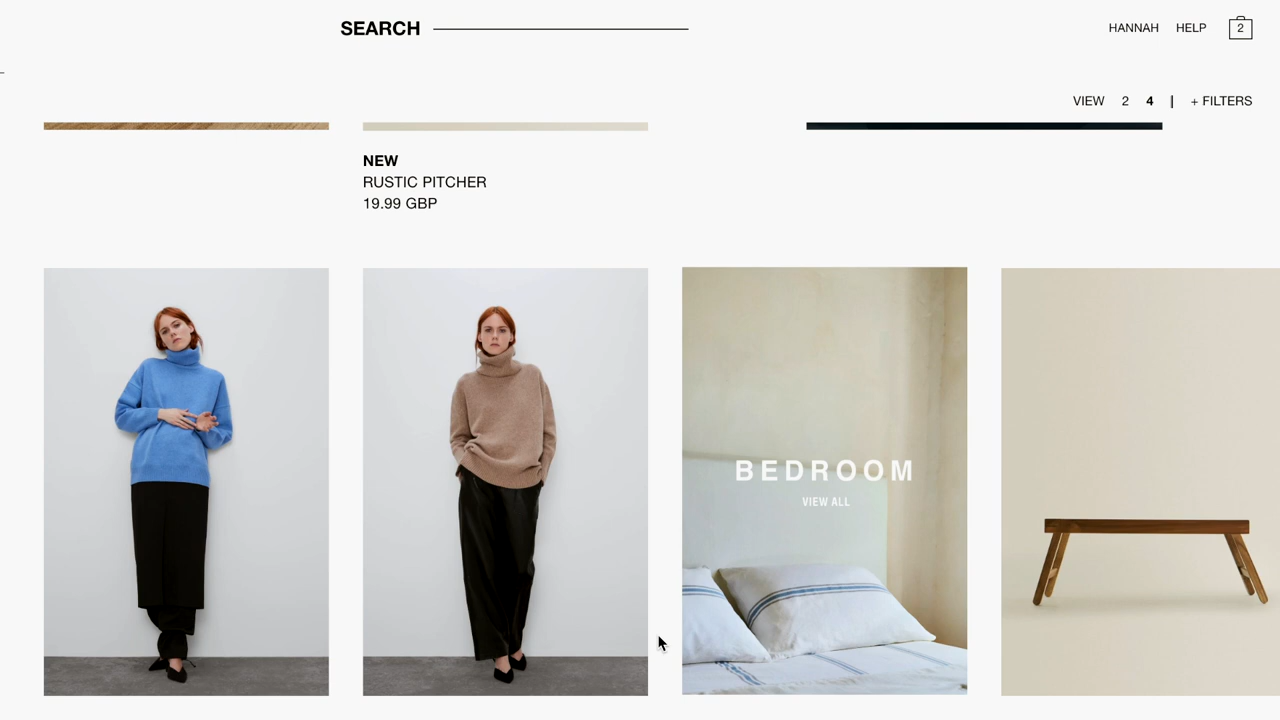 SEARCH
HANNAH HELP 2
VIEW 2 4 | + FILTERS
NEW
RUSTIC PITCHER
19.99 GBP
BEDROOM
VIEW ALL